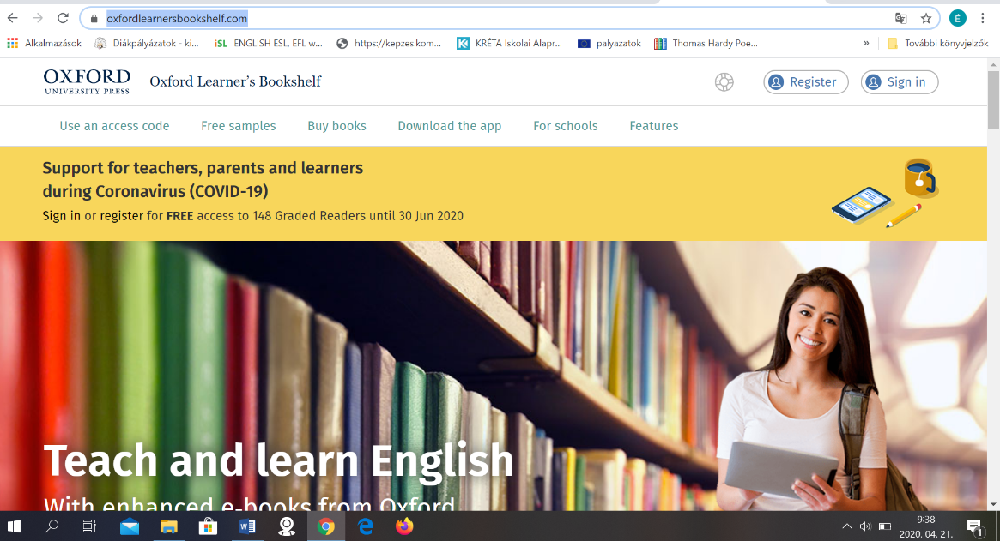 oxfordlearnersbookshelf.com
É
Alkalmazások Diákpályázatok - ki... iSL ENGLISH ESL, EFL w... https://kepzes.kom... KRÉTA Iskolai Alapr... palyazatok Thomas Hardy Poe... » További könyvjelzők
OXFORD
UNIVERSITY PRESS
Oxford Learner's Bookshelf
Register Sign in
Use an access code Free samples Buy books Download the app For schools Features
Support for teachers, parents and learners
during Coronavirus (COVID-19)
Sign in or register for FREE access to 148 Graded Readers until 30 Jun 2020
Teach and learn English
With enhanced e-books from Oxford
9:38
2020. 04. 21.
1